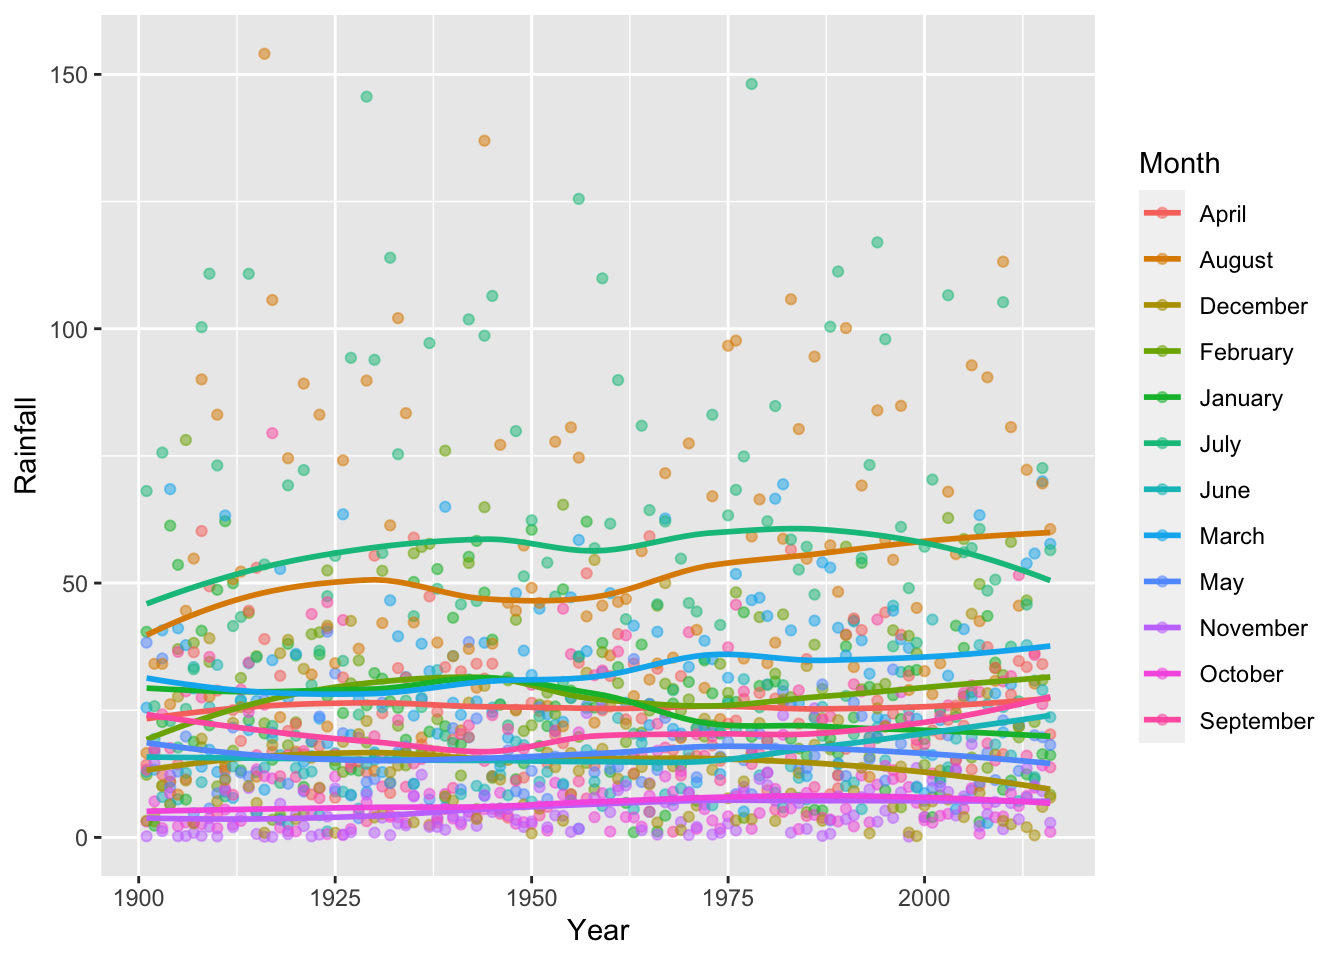 150
100
50
0
Rainfall
1900 1925 1950 1975 2000
Year
Month
April
August
December
February
January
July
June
March
May
November
October
September